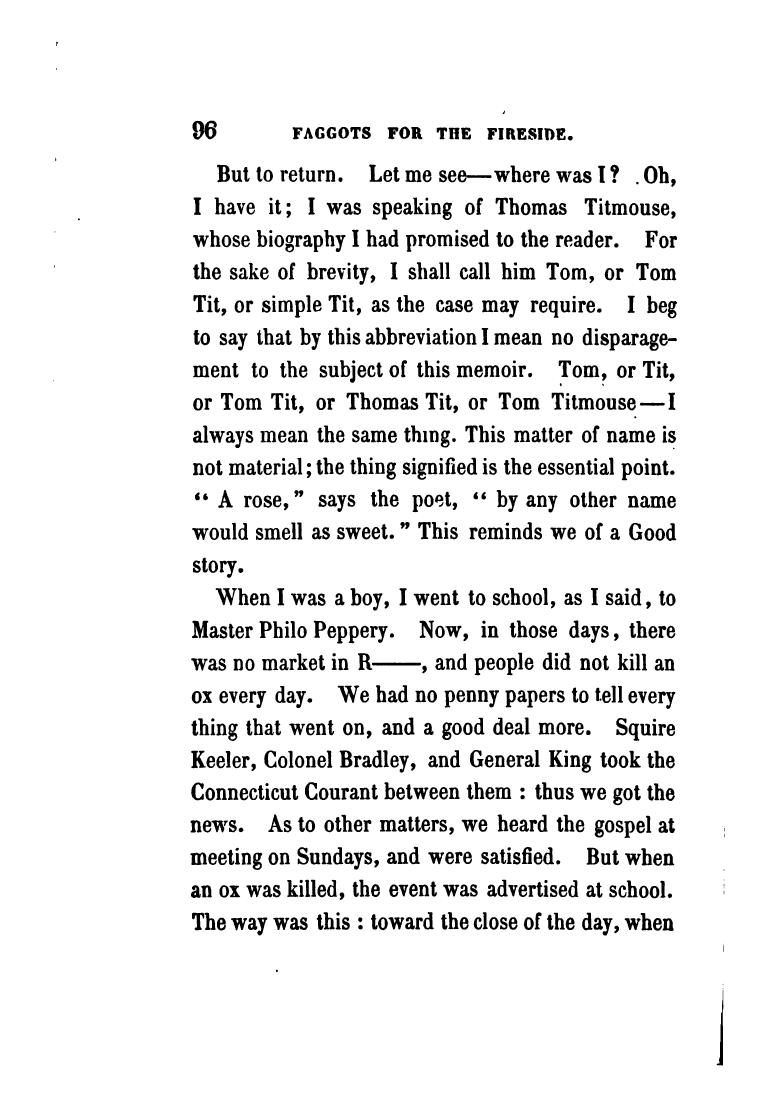 96 FAGGOTS FOR THE FIRESIDE.
But to return. Let me see—where was I? Oh,
I have it; I was speaking of Thomas Titmouse,
whose biography I had promised to the reader. For
the sake of brevity, I shall call him Tom, or Tom
Tit, or simple Tit, as the case may require. I beg
to say that by this abbreviation I mean no disparage-
ment to the subject of this memoir. Tom, or Tit,
or Tom Tit, or Thomas Tit, or Tom Titmouse—I
always mean the same thing. This matter of name is
not material; the thing signified is the essential point.
“ A rose,” says the poet, “ by any other name
would smell as sweet.” This reminds we of a Good
story.
When I was a boy, I went to school, as I said, to
Master Philo Peppery. Now, in those days, there
was no market in R——, and people did not kill an
ox every day. We had no penny papers to tell every
thing that went on, and a good deal more. Squire
Keeler, Colonel Bradley, and General King took the
Connecticut Courant between them : thus we got the
news. As to other matters, we heard the gospel at
meeting on Sundays, and were satisfied. But when
an ox was killed, the event was advertised at school.
The way was this : toward the close of the day, when